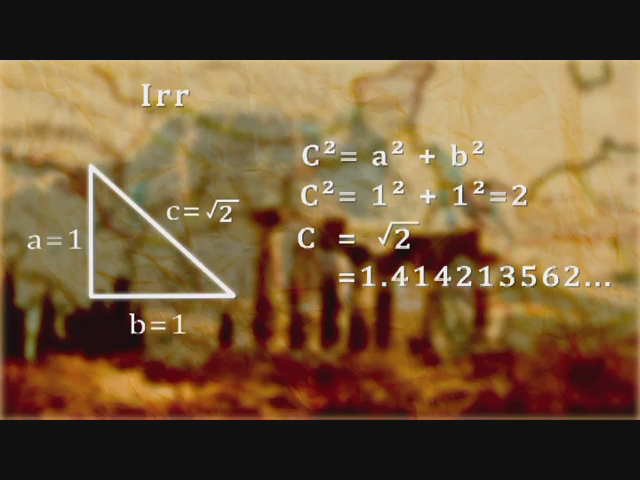 Irr
C²= a² + b²
C²= 1² + 1²=2
c=√2
a=1
C = √2
=1.414213562...
b=1